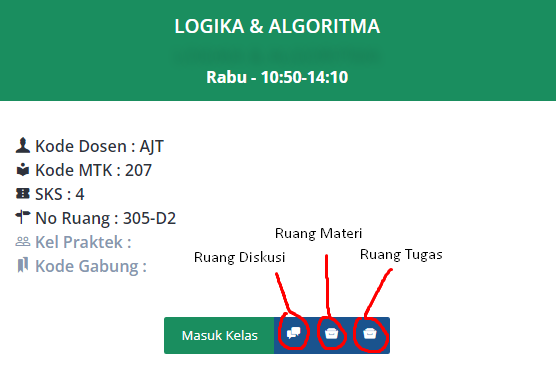 LOGIKA & ALGORITMA
Rabu - 10:50-14:10
Kode Dosen : AJT
Kode MTK : 207
SKS : 4
No Ruang : 305-D2
Kel Praktek :
Kode Gabung :
Ruang Diskusi
Ruang Materi
Ruang Tugas
Masuk Kelas